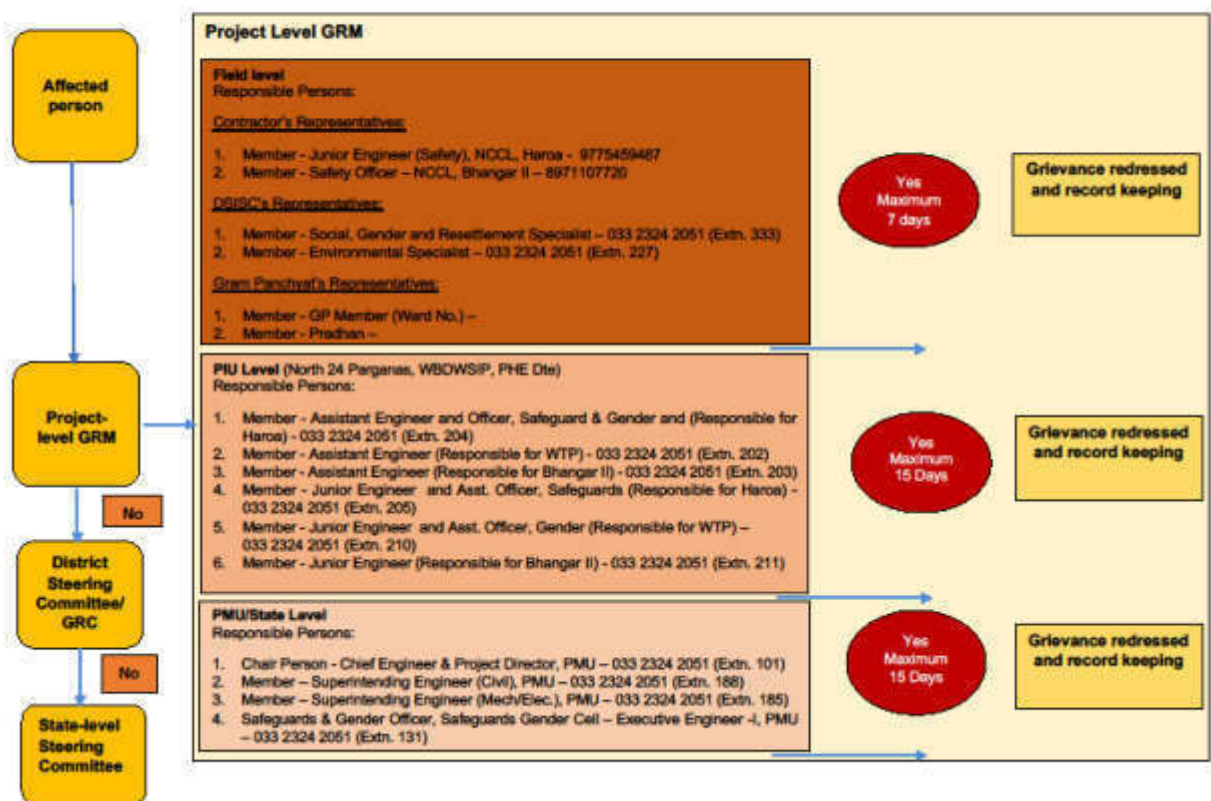 Project Level GRM
Affected
person
Field level
Responsible Persons:
Contractor's Representatives:
1. Member - Junior Engineer (Safety), NCCL, Haroa - 9775459487
2. Member - Safety Officer – NCCL, Bhangar II – 8971107720
DSISC's Representatives:
1. Member - Social, Gender and Resettlement Specialist – 033 2324 2051 (Extn. 333)
2. Member - Environmental Specialist – 033 2324 2051 (Extn. 227)
Gram Panchyat's Representatives:
1. Member - GP Member (Ward No.) –
2. Member - Pradhan –
Yes
Maximum
7 days
Grievance redressed
and record keeping
Project-
level GRM
PIU Level (North 24 Parganas, WBDWSIP, PHE Dte)
Responsible Persons:
1. Member - Assistant Engineer and Officer, Safeguard & Gender and (Responsible for
Haroa) - 033 2324 2051 (Extn. 204)
2. Member - Assistant Engineer (Responsible for WTP) - 033 2324 2051 (Extn. 202)
3. Member - Assistant Engineer (Responsible for Bhangar II) - 033 2324 2051 (Extn. 203)
4. Member - Junior Engineer and Asst. Officer, Safeguards (Responsible for Haroa) -
033 2324 2051 (Extn. 205)
5. Member - Junior Engineer and Asst. Officer, Gender (Responsible for WTP) –
033 2324 2051 (Extn. 210)
6. Member - Junior Engineer (Responsible for Bhangar II) - 033 2324 2051 (Extn. 211)
Yes
Maximum
15 Days
Grievance redressed
and record keeping
No
District
Steering
Committee/
GRC
No
State-level
Steering
Committee
PMU/State Level
Responsible Persons:
1. Chair Person - Chief Engineer & Project Director, PMU – 033 2324 2051 (Extn. 101)
2. Member – Superintending Engineer (Civil), PMU – 033 2324 2051 (Extn. 188)
3. Member – Superintending Engineer (Mech/Elec.), PMU – 033 2324 2051 (Extn. 185)
4. Safeguards & Gender Officer, Safeguards Gender Cell – Executive Engineer -I, PMU
– 033 2324 2051 (Extn. 131)
Yes
Maximum
15 Days
Grievance redressed
and record keeping